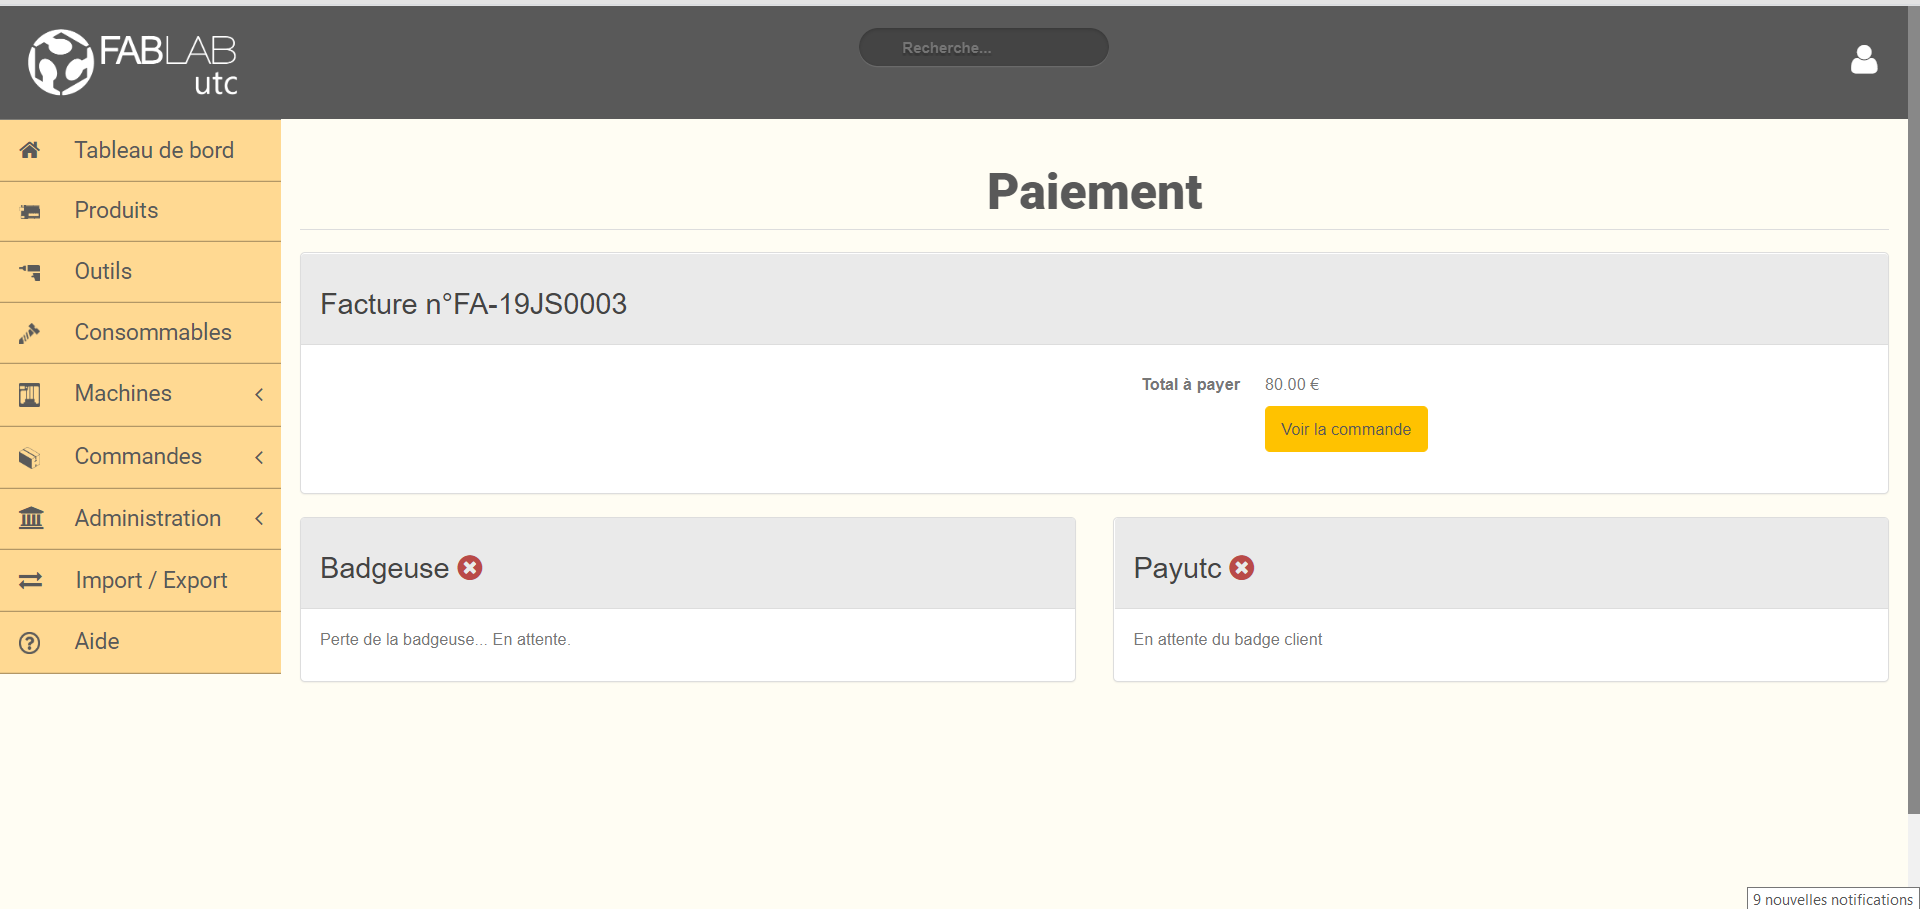 FABLAB
utc
Recherche...
Tableau de bord
Produits
Outils
Consommables
Machines
Commandes
Administration
Import / Export
Aide
Paiement
Facture n°FA-19JS0003
Total à payer 80.00 €
Voir la commande
Badgeuse
Perte de la badgeuse... En attente.
Payutc
En attente du badge client
9 nouvelles notifications